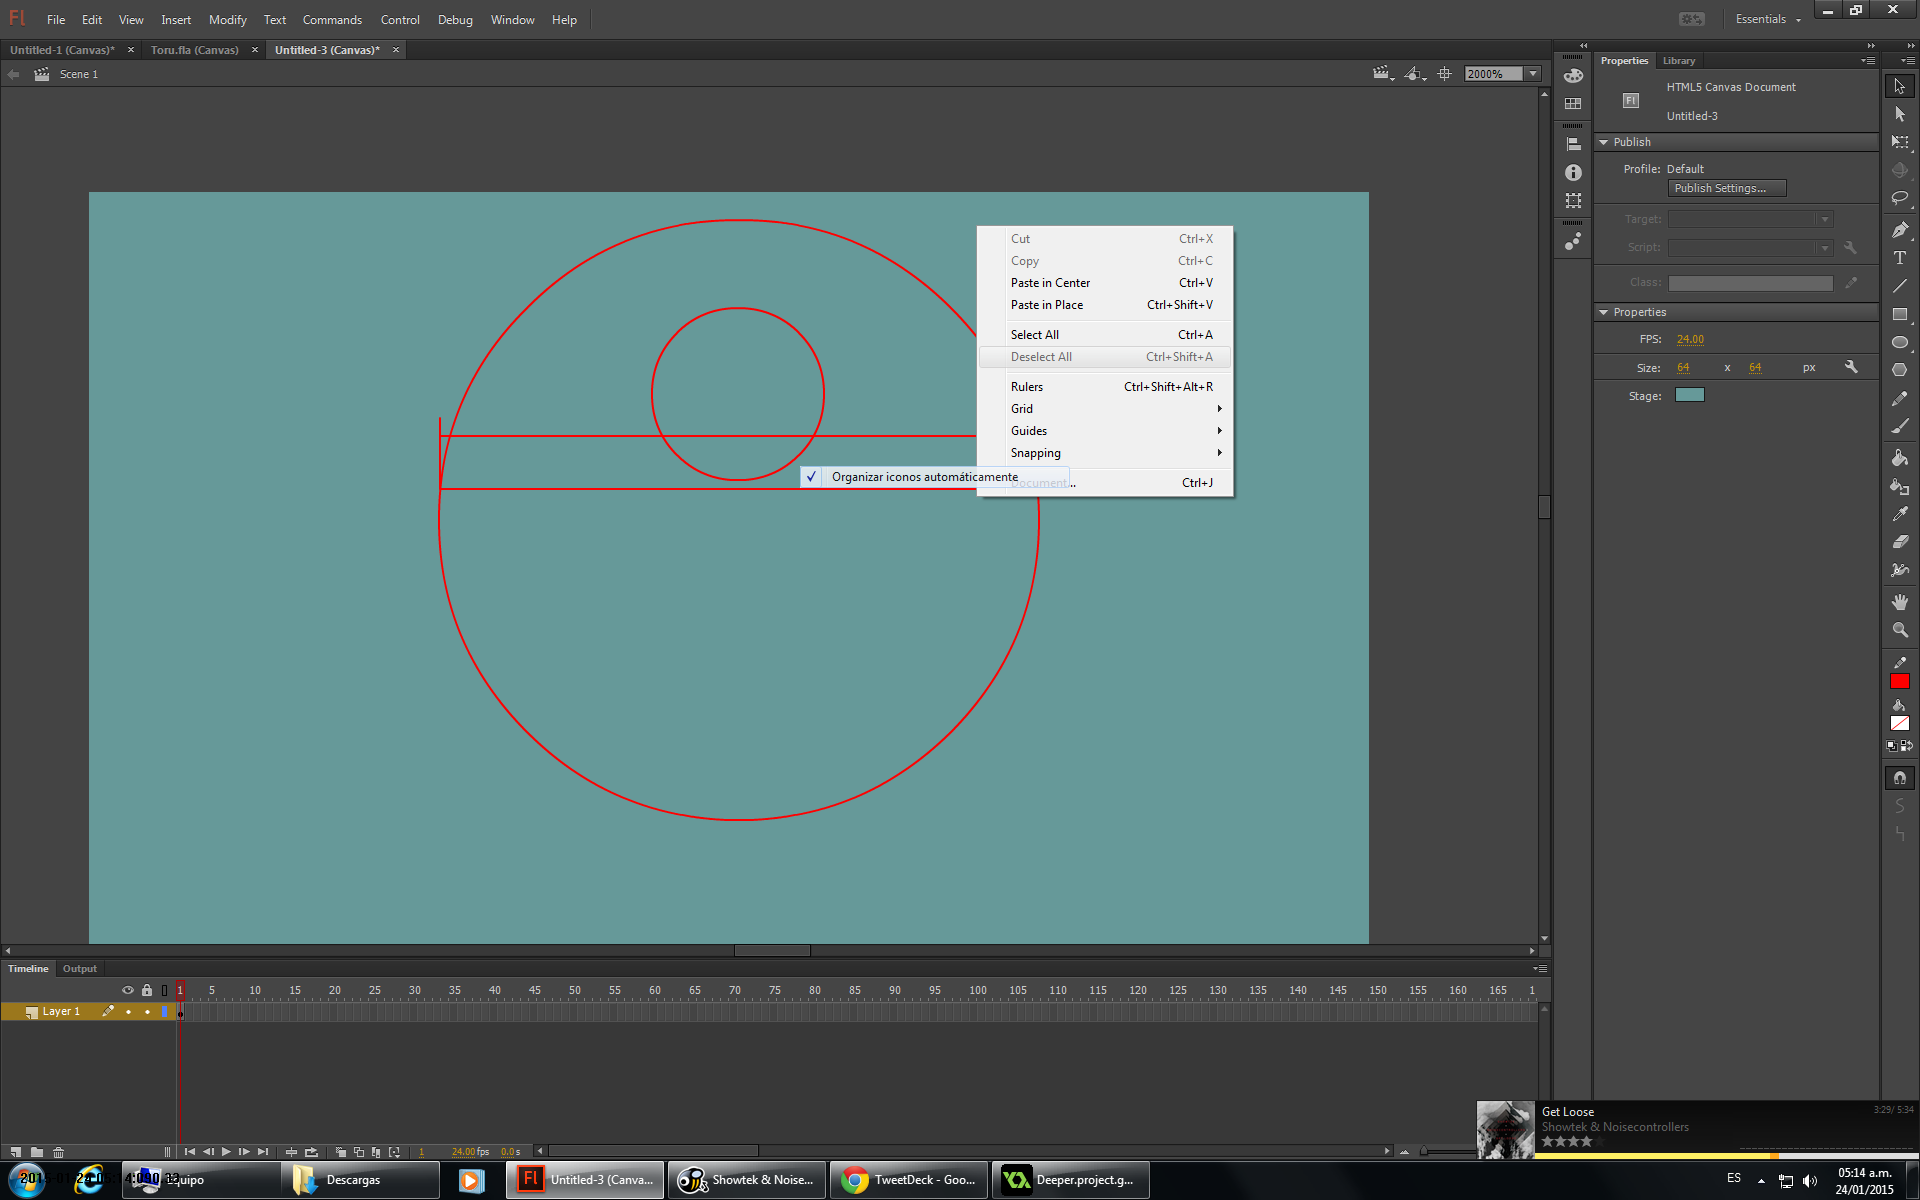 Fl File Edit View Insert Modify Text Commands Control Debug Window Help Essentials
Untitled-1 (Canvas)* × Toru.fla (Canvas) × Untitled-3 (Canvas)* ×
Scene 1 2000%
Properties Library
HTML5 Canvas Document
Fl
Untitled-3
Publish
Profile: Default
Publish Settings...
Target:
Script:
Class:
Properties
FPS: 24.00
Size: 64 x 64 px
Stage:
Cut Ctrl+X
Copy Ctrl+C
Paste in Center Ctrl+V
Paste in Place Ctrl+Shift+V
Select All Ctrl+A
Deselect All Ctrl+Shift+A
Rulers Ctrl+Shift+Alt+R
Grid
Guides
Snapping
Document... Ctrl+J
✓ Organizar iconos automáticamente
Timeline Output
1 5 10 15 20 25 30 35 40 45 50 55 60 65 70 75 80 85 90 95 100 105 110 115 120 125 130 135 140 145 150 155 160 165 1
Layer 1
1 24.00 fps 0.0 s
Get Loose 3:29/ 5:34
Showtek & Noisecontrollers
Equipo Descargas Untitled-3 (Canva... Showtek & Noise... TweetDeck - Goo... Deeper.project.g...
ES 05:14 a.m.
24/01/2015